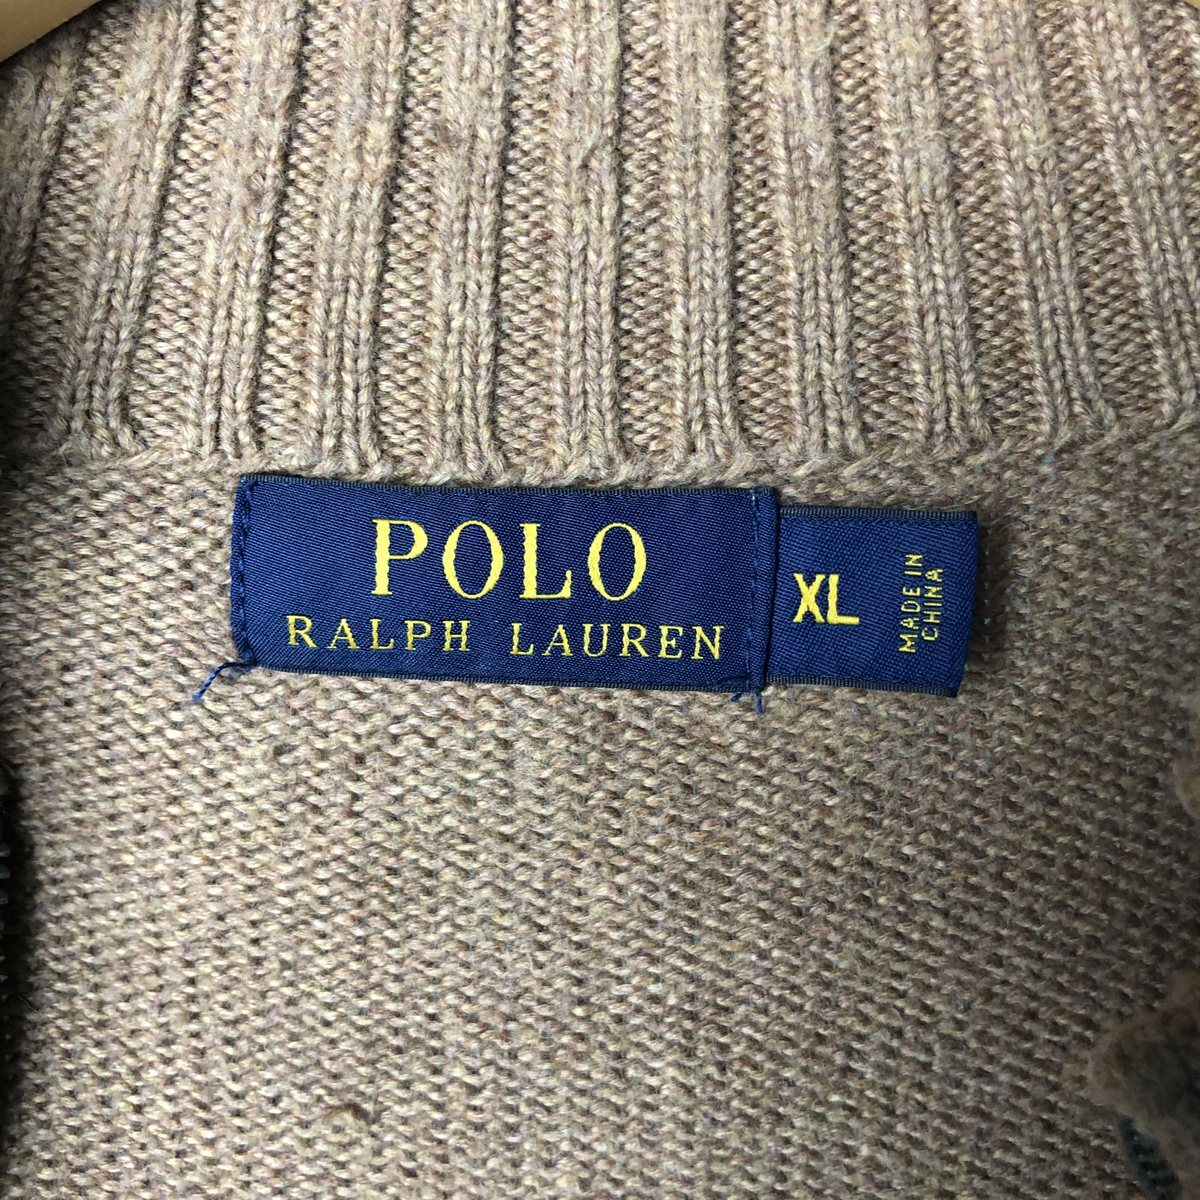 POLO
RALPH LAUREN
XL
MADE IN
CHINA